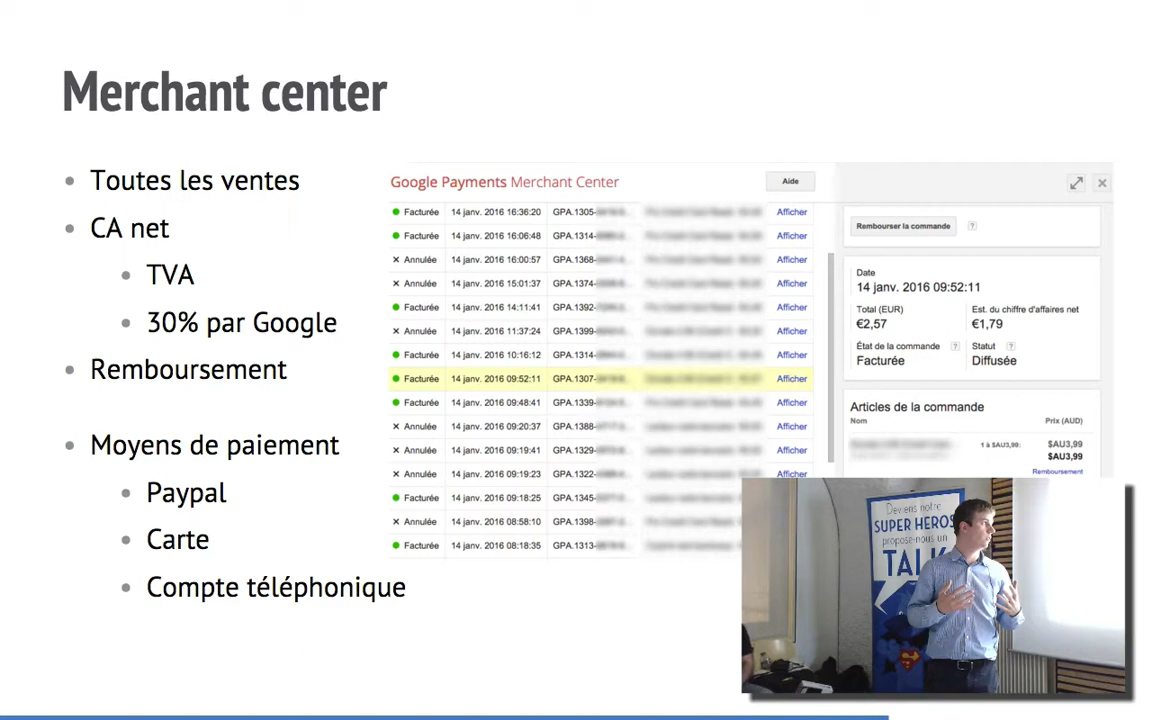 Merchant center
Toutes les ventes
CA net
TVA
30% par Google
Remboursement
Moyens de paiement
Paypal
Carte
Compte téléphonique
Google Payments Merchant Center
Aide
Facturée 14 janv. 2016 16:36:20 GPA.1305- Afficher
Facturée 14 janv. 2016 16:06:48 GPA.1314- Afficher
Annulée 14 janv. 2016 16:00:57 GPA.1368- Afficher
Annulée 14 janv. 2016 15:01:37 GPA.1374- Afficher
Facturée 14 janv. 2016 14:11:41 GPA.1392- Afficher
Annulée 14 janv. 2016 11:37:24 GPA.1399- Afficher
Facturée 14 janv. 2016 10:16:12 GPA.1314- Afficher
Facturée 14 janv. 2016 09:52:11 GPA.1307- Afficher
Facturée 14 janv. 2016 09:48:41 GPA.1339- Afficher
Annulée 14 janv. 2016 09:20:37 GPA.1388- Afficher
Annulée 14 janv. 2016 09:19:41 GPA.1329- Afficher
Annulée 14 janv. 2016 09:19:23 GPA.1322- Afficher
Facturée 14 janv. 2016 09:18:25 GPA.1345-
Annulée 14 janv. 2016 08:58:10 GPA.1398-
Facturée 14 janv. 2016 08:18:35 GPA.1313-
Rembourser la commande ?
Date
14 janv. 2016 09:52:11
Total (EUR) Est. du chiffre d'affaires net
€2,57 €1,79
État de la commande ? Statut ?
Facturée Diffusée
Articles de la commande
Nom Prix (AUD)
1 à $AU3,99: $AU3,99
$AU3,99
Remboursement
Deviens notre
SUPER HEROS
propose-nous un
TALK